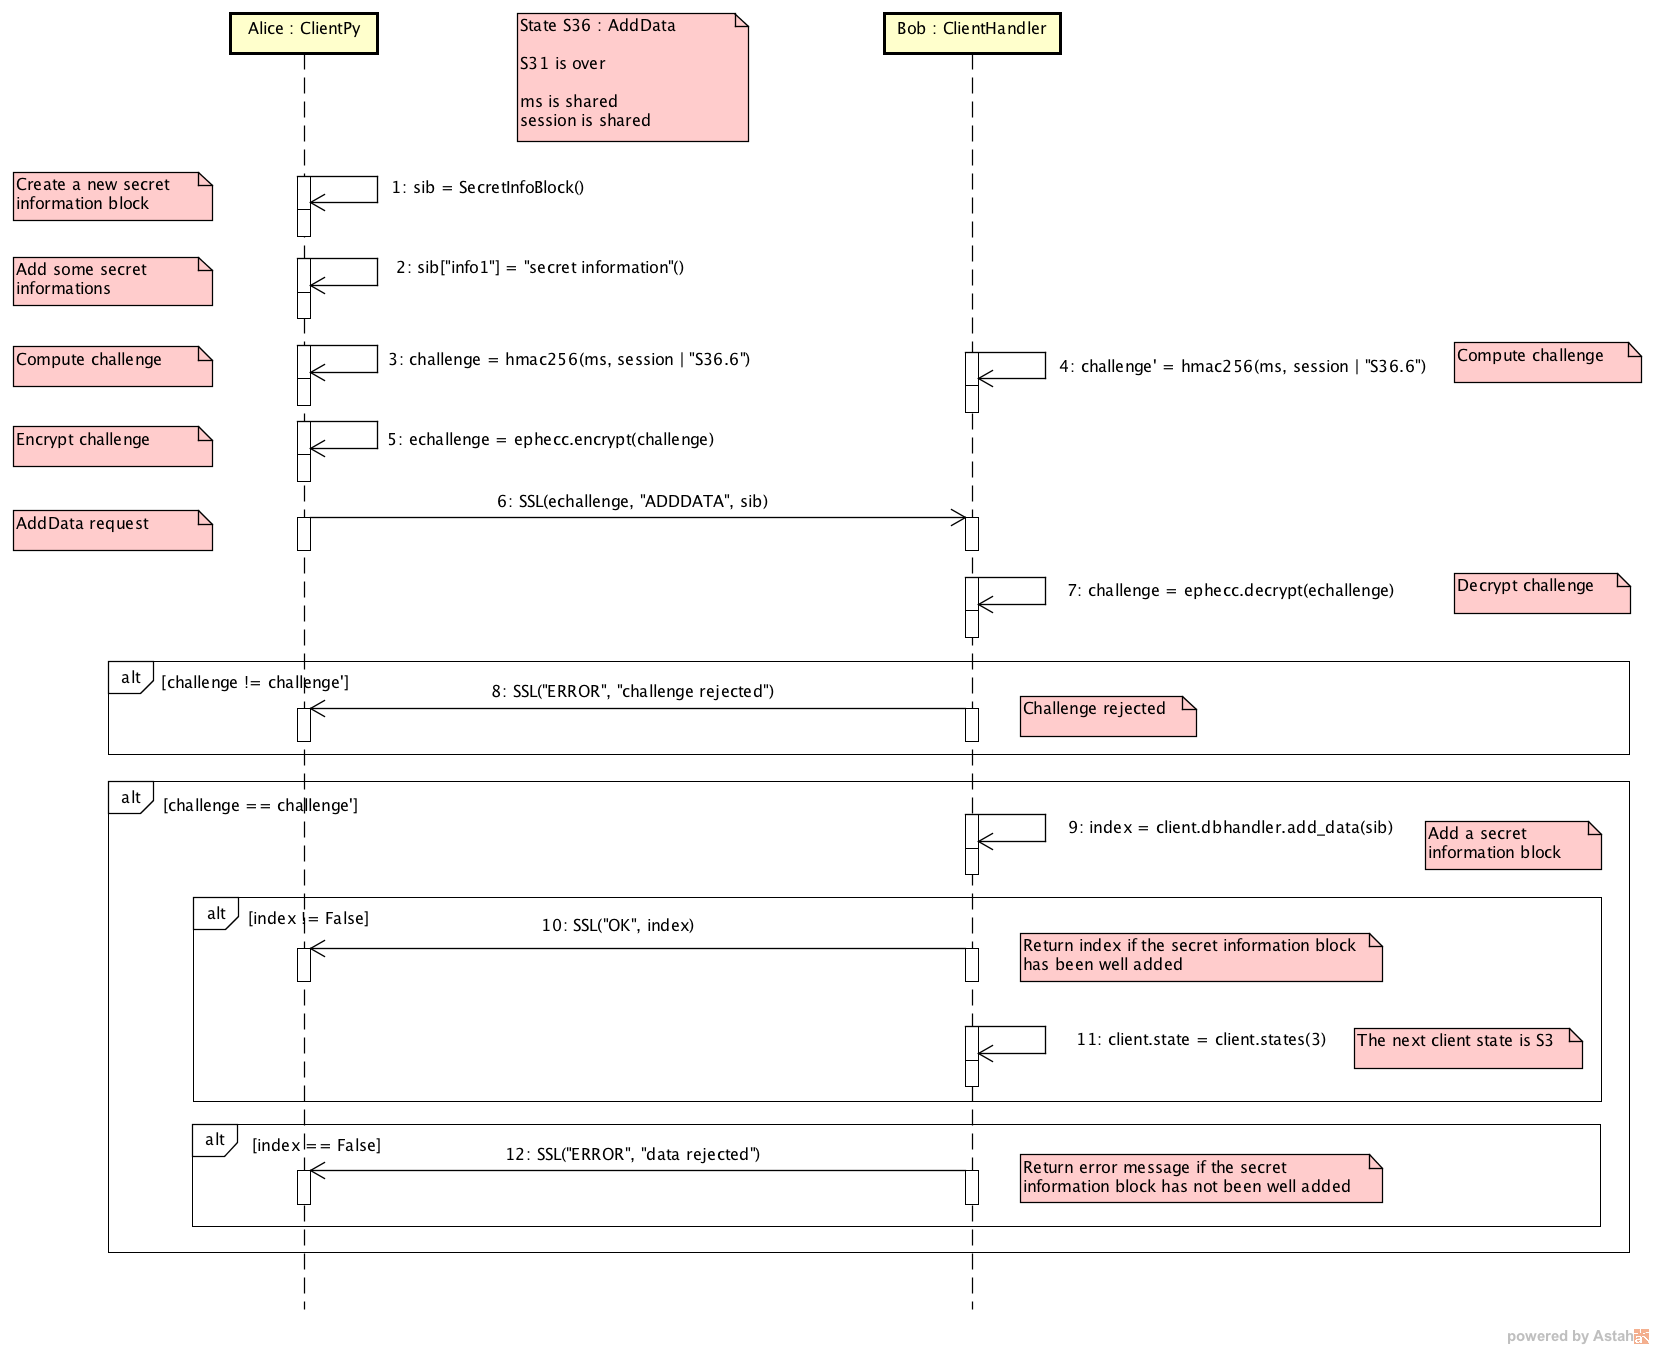 Alice : ClientPy
State S36 : AddData
S31 is over
ms is shared
session is shared
Bob : ClientHandler
Create a new secret
information block
1: sib = SecretInfoBlock()
Add some secret
informations
2: sib["info1"] = "secret information"()
Compute challenge
3: challenge = hmac256(ms, session | "S36.6")
4: challenge' = hmac256(ms, session | "S36.6")
Compute challenge
Encrypt challenge
5: echallenge = ephecc.encrypt(challenge)
AddData request
6: SSL(echallenge, "ADDDATA", sib)
7: challenge = ephecc.decrypt(echallenge)
Decrypt challenge
alt
[challenge != challenge']
8: SSL("ERROR", "challenge rejected")
Challenge rejected
alt
[challenge == challenge']
9: index = client.dbhandler.add_data(sib)
Add a secret
information block
alt
[index != False]
10: SSL("OK", index)
Return index if the secret information block
has been well added
11: client.state = client.states(3)
The next client state is S3
alt
[index == False]
12: SSL("ERROR", "data rejected")
Return error message if the secret
information block has not been well added
powered by Astah